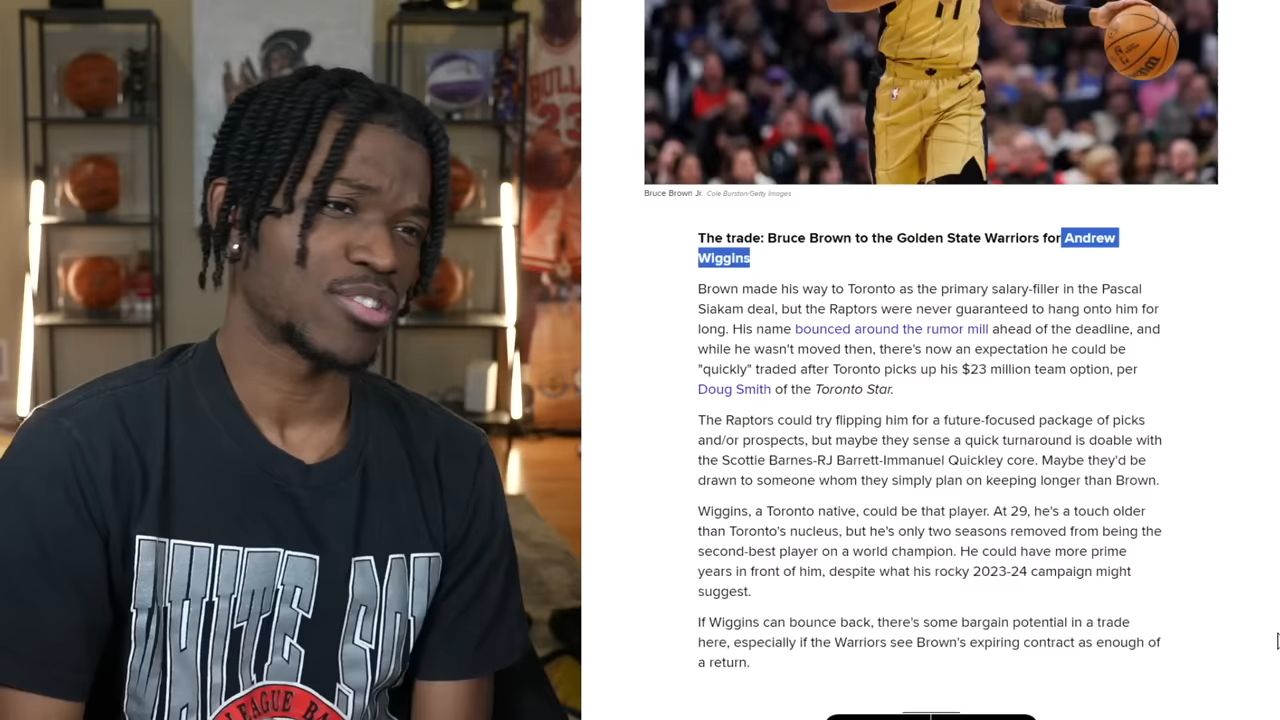 BULLS
23
11
Bruce Brown Jr. Cole Burston/Getty Images
The trade: Bruce Brown to the Golden State Warriors for Andrew
Wiggins
Brown made his way to Toronto as the primary salary-filler in the Pascal
Siakam deal, but the Raptors were never guaranteed to hang onto him for
long. His name bounced around the rumor mill ahead of the deadline, and
while he wasn't moved then, there's now an expectation he could be
"quickly" traded after Toronto picks up his $23 million team option, per
Doug Smith of the Toronto Star.
The Raptors could try flipping him for a future-focused package of picks
and/or prospects, but maybe they sense a quick turnaround is doable with
the Scottie Barnes-RJ Barrett-Immanuel Quickley core. Maybe they'd be
drawn to someone whom they simply plan on keeping longer than Brown.
Wiggins, a Toronto native, could be that player. At 29, he's a touch older
than Toronto's nucleus, but he's only two seasons removed from being the
second-best player on a world champion. He could have more prime
years in front of him, despite what his rocky 2023-24 campaign might
suggest.
If Wiggins can bounce back, there's some bargain potential in a trade
here, especially if the Warriors see Brown's expiring contract as enough of
a return.
WHITE SO
LEAGUE BA